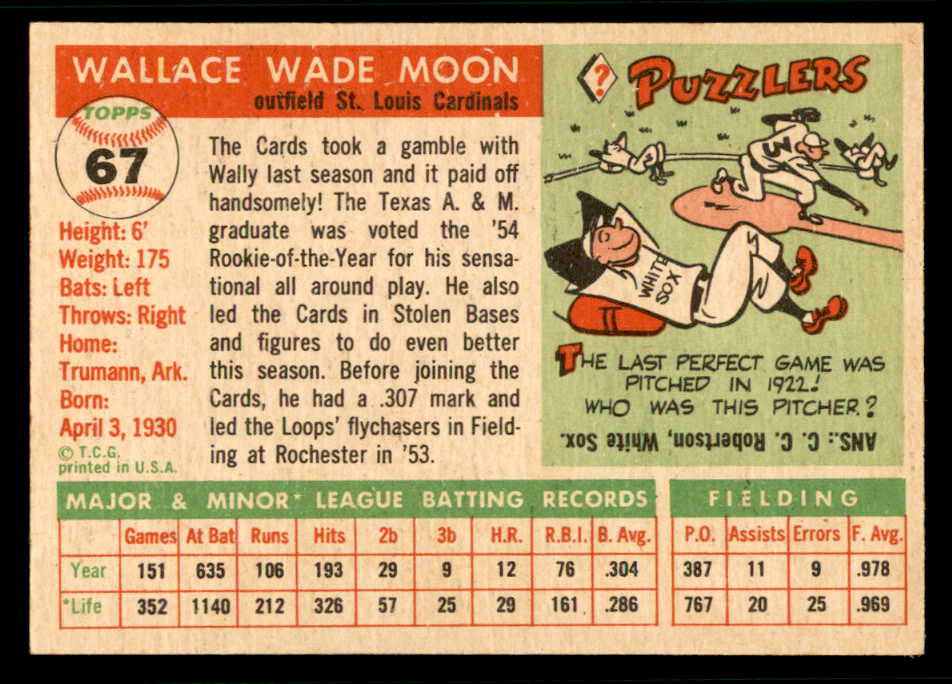 WALLACE WADE MOON
outfield St. Louis Cardinals
TOPPS
67
Height: 6'
Weight: 175
Bats: Left
Throws: Right
Home:
Trumann, Ark.
Born:
April 3, 1930
© T.C.G.
printed in U.S.A.
The Cards took a gamble with
Wally last season and it paid off
handsomely! The Texas A. & M.
graduate was voted the '54
Rookie-of-the-Year for his sensa-
tional all around play. He also
led the Cards in Stolen Bases
and figures to do even better
this season. Before joining the
Cards, he had a .307 mark and
led the Loops' flychasers in Field-
ing at Rochester in '53.
? PUZZLERS
3
WHITE
SOX
THE LAST PERFECT GAME WAS
PITCHED IN 1922!
WHO WAS THIS PITCHER?
ANS.: C. C. Robertson, White Sox.
MAJOR & MINOR* LEAGUE BATTING RECORDS
Games At Bat Runs Hits 2b 3b H.R. R.B.I. B. Avg.
Year 151 635 106 193 29 9 12 76 .304
*Life 352 1140 212 326 57 25 29 161 .286
FIELDING
P.O. Assists Errors F. Avg.
387 11 9 .978
767 20 25 .969